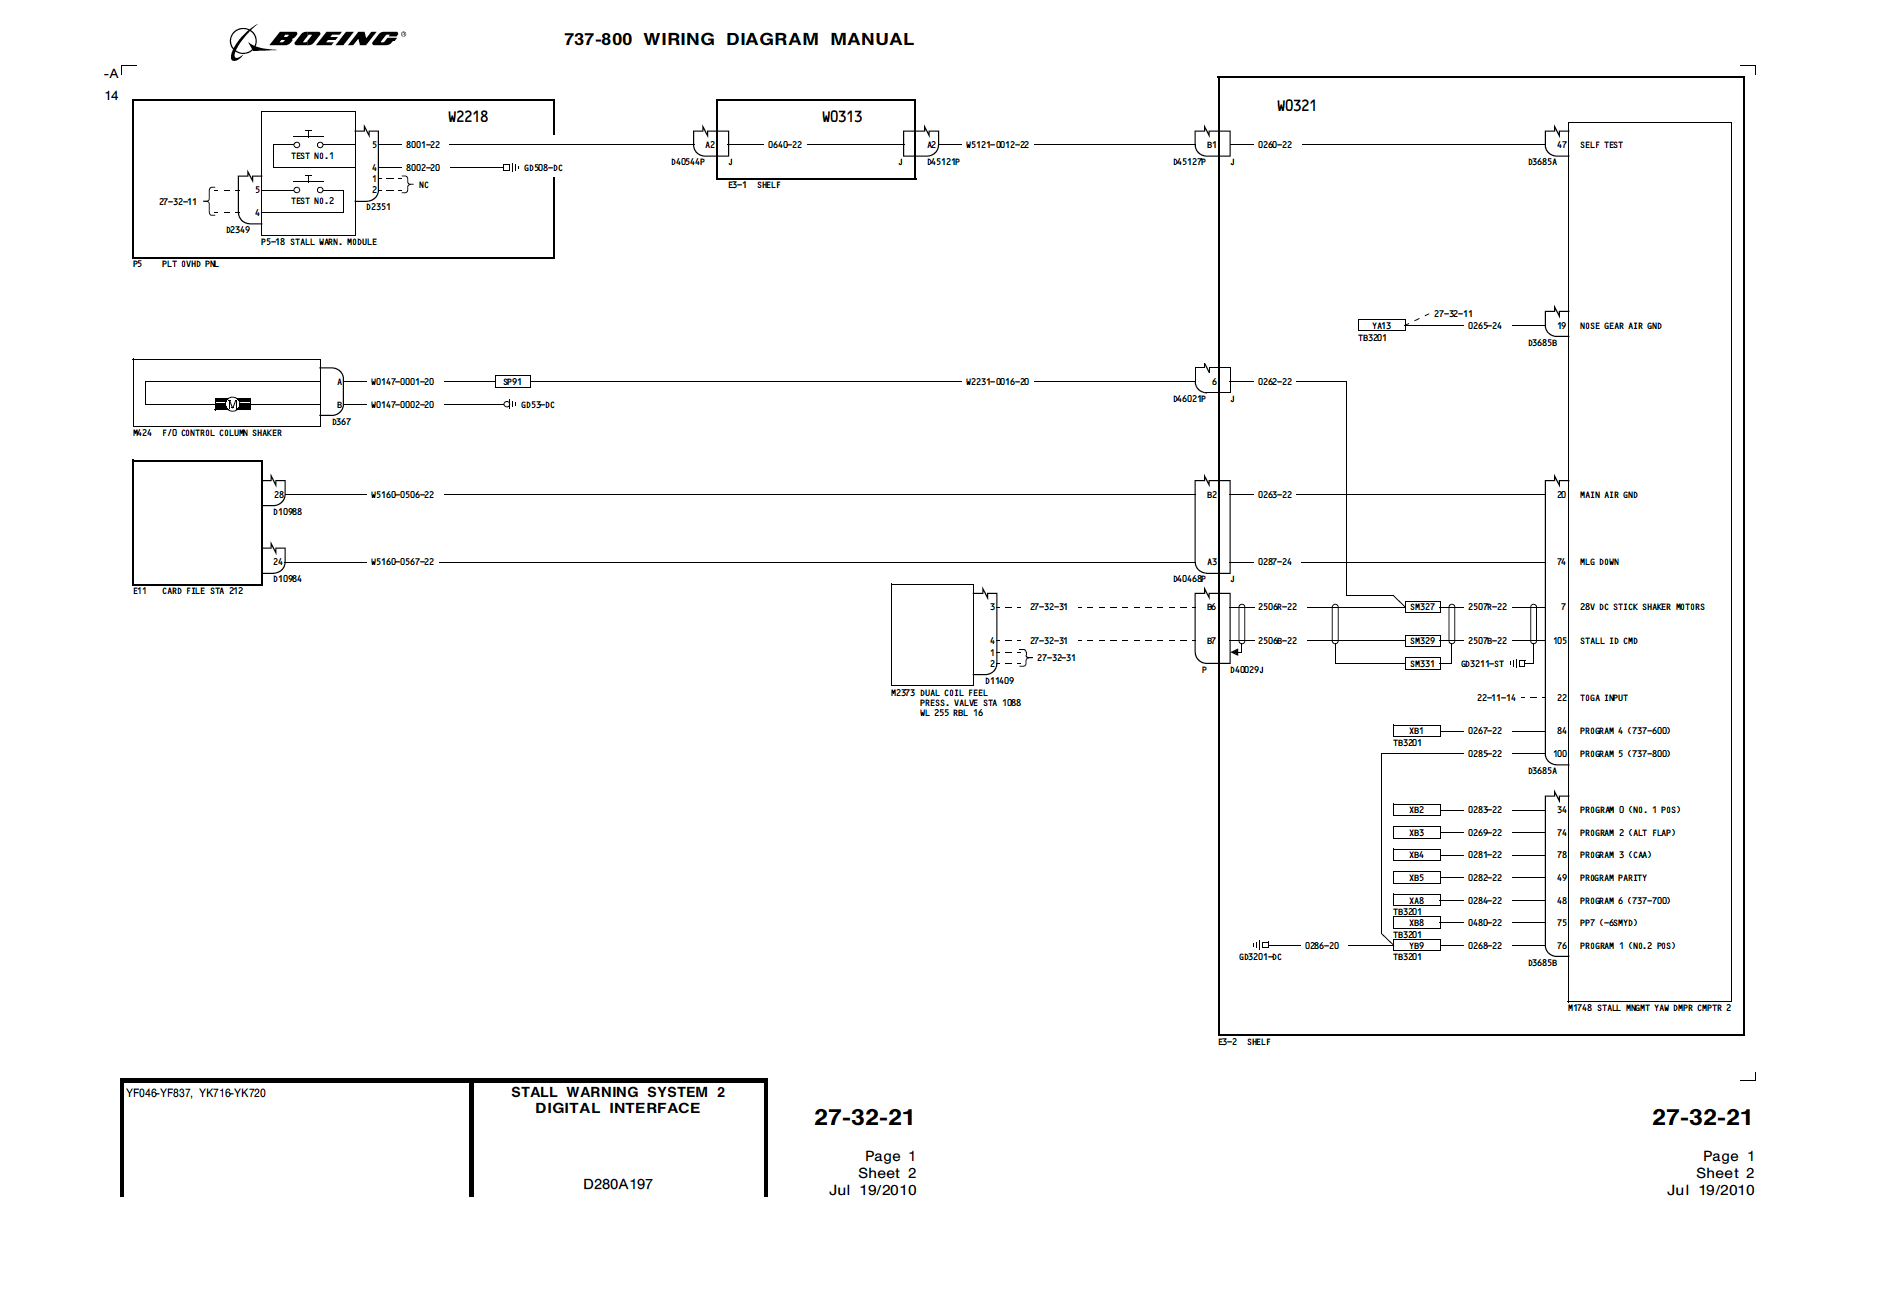 BOEING®
737-800 WIRING DIAGRAM MANUAL
-A
14
W2218
W0313
W0321
TEST NO.1
5
8001-22
A2
0640-22
A2
W5121-0012-22
B1
0260-22
47
SELF TEST
D40544P
J
J
D45121P
D45127P
J
D3685A
4
8002-20
GD508-DC
1
2
NC
E3-1 SHELF
5
TEST NO.2
27-32-11
4
D2351
D2349
P5-18 STALL WARN. MODULE
P5 PLT OVHD PNL
27-32-11
YA13
0265-24
19
NOSE GEAR AIR GND
TB3201
D3685B
A
W0147-0001-20
SP91
W2231-0016-20
6
0262-22
D46021P
J
M
B
W0147-0002-20
GD53-DC
D367
M424 F/O CONTROL COLUMN SHAKER
28
W5160-0506-22
B2
0263-22
20
MAIN AIR GND
D10988
24
W5160-0567-22
A3
0287-24
74
MLG DOWN
D10984
D40468P
J
E11 CARD FILE STA 212
3
27-32-31
B6
2506R-22
SM327
2507R-22
7
28V DC STICK SHAKER MOTORS
4
27-32-31
B7
2506B-22
SM329
2507B-22
105
STALL ID CMD
1
2
27-32-31
SM331
GD3211-ST
P
D40029J
D11409
M2373 DUAL COIL FEEL
PRESS. VALVE STA 1088
WL 255 RBL 16
22-11-14
22
TOGA INPUT
XB1
0267-22
84
PROGRAM 4 (737-600)
TB3201
0285-22
100
PROGRAM 5 (737-800)
D3685A
XB2
0283-22
34
PROGRAM 0 (NO. 1 POS)
XB3
0269-22
74
PROGRAM 2 (ALT FLAP)
XB4
0281-22
78
PROGRAM 3 (CAA)
XB5
0282-22
49
PROGRAM PARITY
XA8
0284-22
48
PROGRAM 6 (737-700)
TB3201
XB8
0480-22
75
PP7 (-6SMYD)
TB3201
GD3201-DC
0286-20
YB9
0268-22
76
PROGRAM 1 (NO.2 POS)
TB3201
D3685B
M1748 STALL MNGMT YAW DMPR CMPTR 2
E3-2 SHELF
YF046-YF837, YK716-YK720
STALL WARNING SYSTEM 2
DIGITAL INTERFACE
D280A197
27-32-21
Page 1
Sheet 2
Jul 19/2010
27-32-21
Page 1
Sheet 2
Jul 19/2010